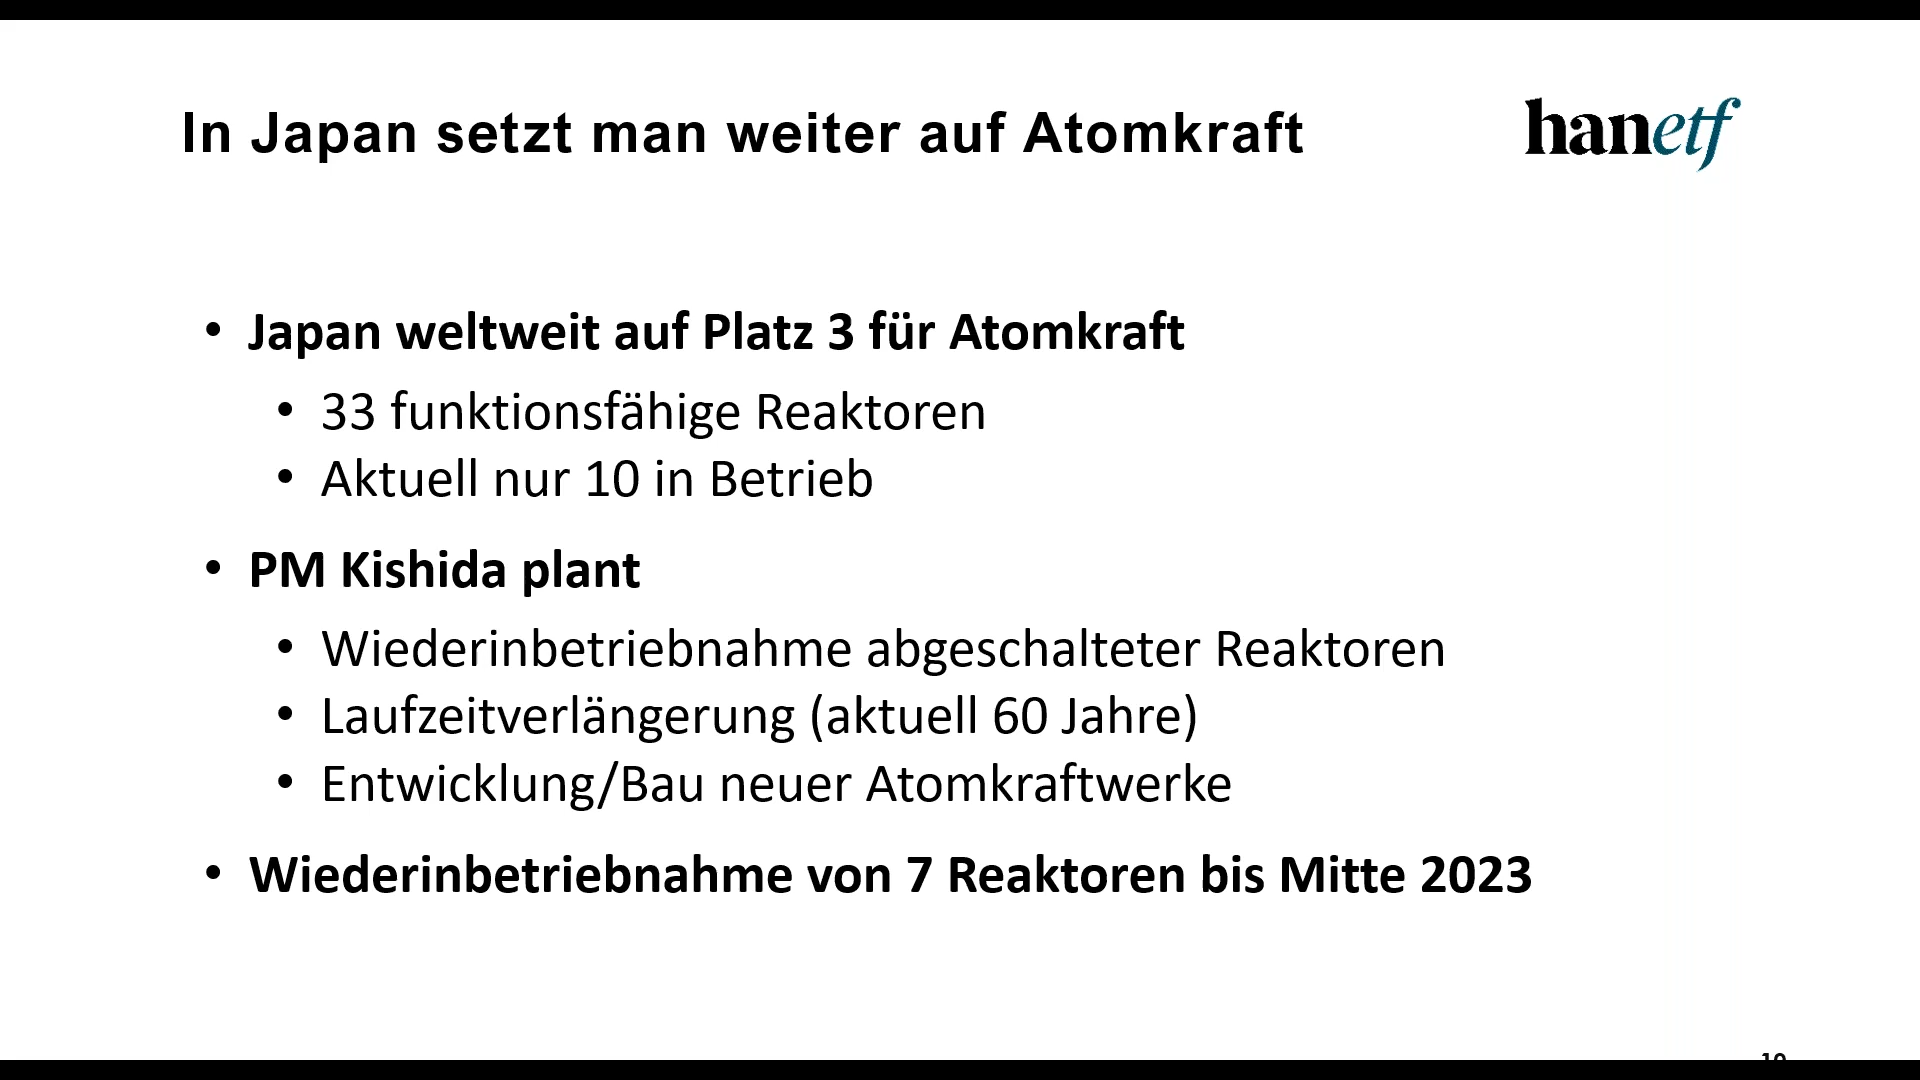 In Japan setzt man weiter auf Atomkraft
hanetf
• Japan weltweit auf Platz 3 für Atomkraft
• 33 funktionsfähige Reaktoren
• Aktuell nur 10 in Betrieb
• PM Kishida plant
• Wiederinbetriebnahme abgeschalteter Reaktoren
• Laufzeitverlängerung (aktuell 60 Jahre)
• Entwicklung/Bau neuer Atomkraftwerke
• Wiederinbetriebnahme von 7 Reaktoren bis Mitte 2023